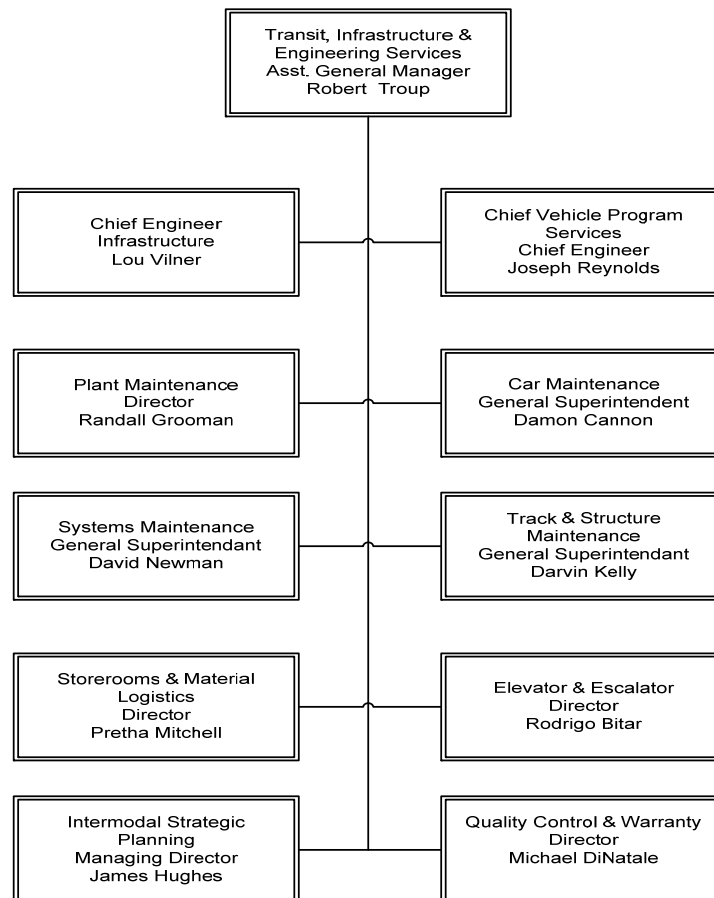 Transit, Infrastructure &
Engineering Services
Asst. General Manager
Robert Troup
Chief Engineer
Infrastructure
Lou Vilner
Chief Vehicle Program
Services
Chief Engineer
Joseph Reynolds
Plant Maintenance
Director
Randall Grooman
Car Maintenance
General Superintendent
Damon Cannon
Systems Maintenance
General Superintendant
David Newman
Track & Structure
Maintenance
General Superintendant
Darvin Kelly
Storerooms & Material
Logistics
Director
Pretha Mitchell
Elevator & Escalator
Director
Rodrigo Bitar
Intermodal Strategic
Planning
Managing Director
James Hughes
Quality Control & Warranty
Director
Michael DiNatale